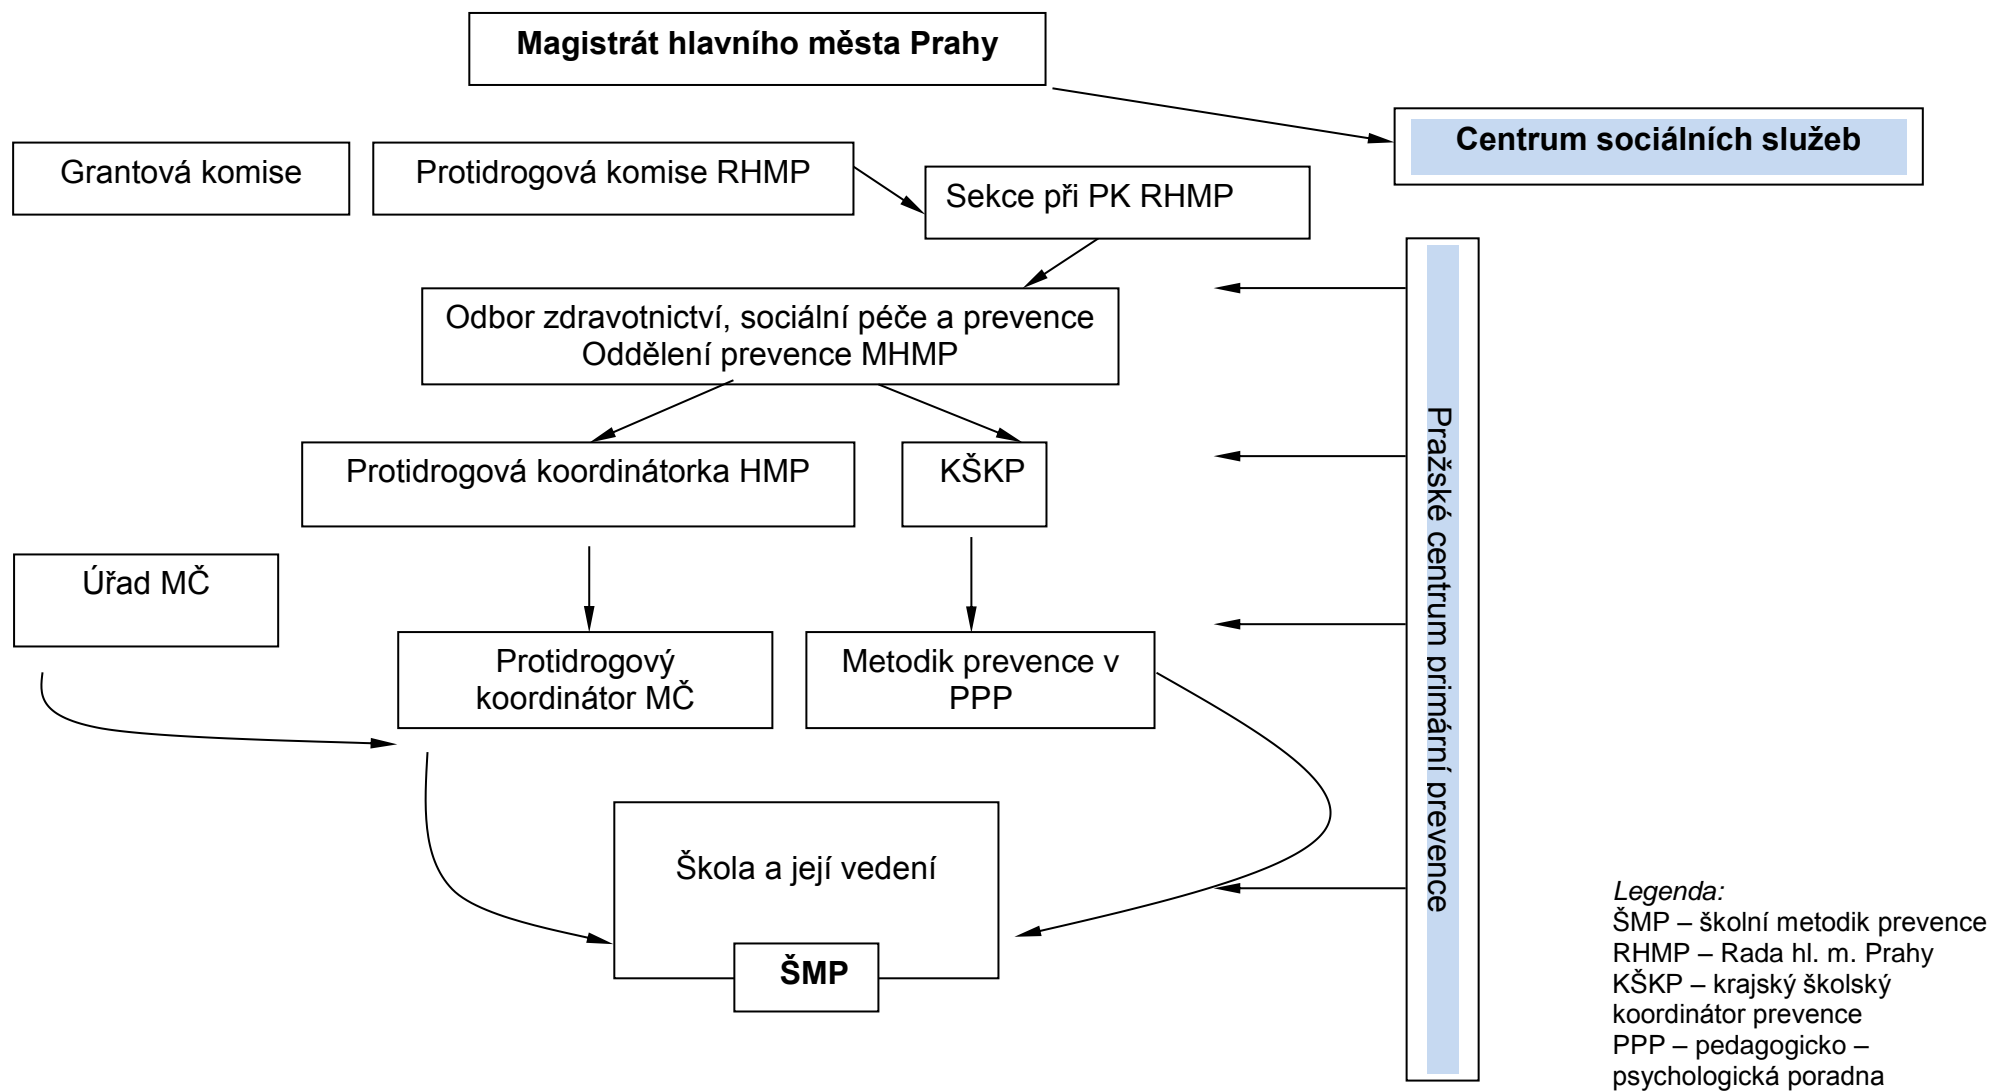 Magistrát hlavního města Prahy
Centrum sociálních služeb
Grantová komise
Protidrogová komise RHMP
Sekce při PK RHMP
Odbor zdravotnictví, sociální péče a prevence
Oddělení prevence MHMP
Protidrogová koordinátorka HMP
KŠKP
Úřad MČ
Protidrogový
koordinátor MČ
Metodik prevence v
PPP
Pražské centrum primární prevence
Škola a její vedení
ŠMP
Legenda:
ŠMP – školní metodik prevence
RHMP – Rada hl. m. Prahy
KŠKP – krajský školský
koordinátor prevence
PPP – pedagogicko –
psychologická poradna